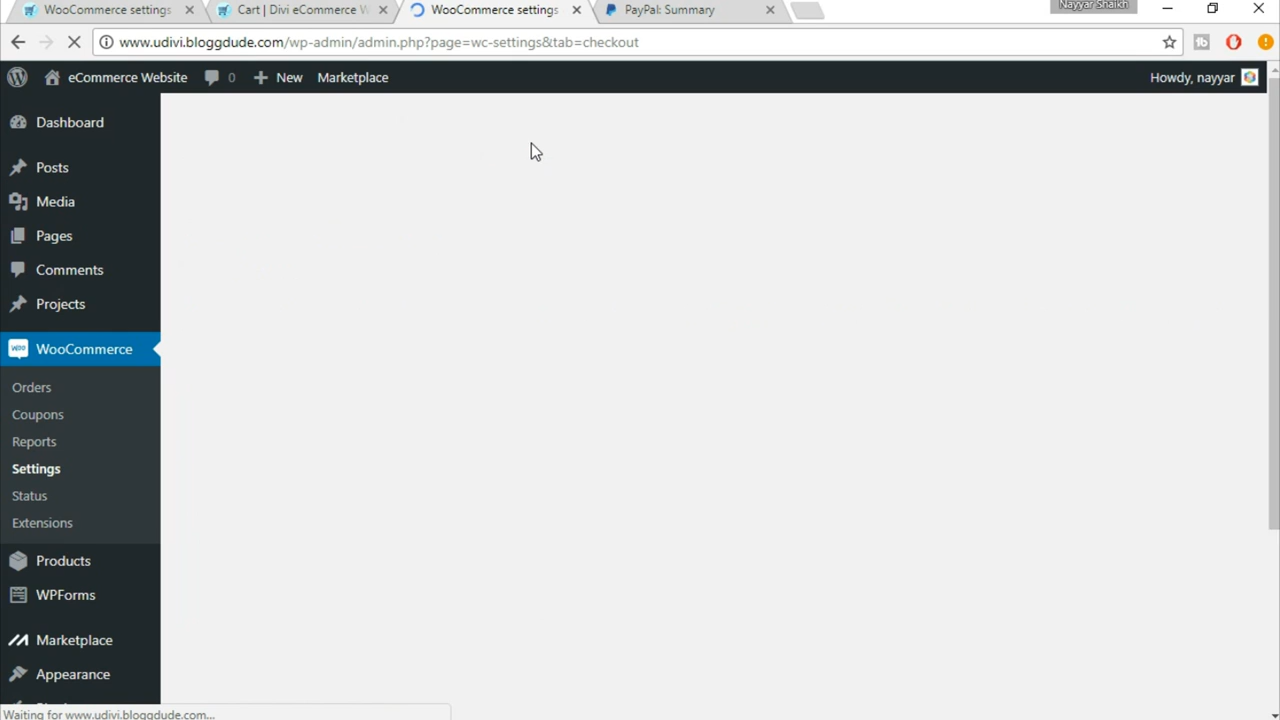 WooCommerce settings
Cart | Divi eCommerce W
WooCommerce settings
PayPal: Summary
Nayyar Shaikh
www.udivi.bloggdude.com/wp-admin/admin.php?page=wc-settings&tab=checkout
eCommerce Website
0
New
Marketplace
Howdy, nayyar
Dashboard
Posts
Media
Pages
Comments
Projects
WooCommerce
Orders
Coupons
Reports
Settings
Status
Extensions
Products
WPForms
Marketplace
Appearance
Waiting for www.udivi.bloggdude.com...